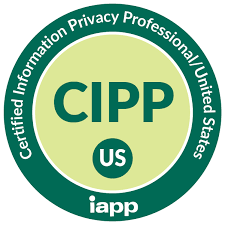 Certified Information Privacy Professional/United States
CIPP
US
iapp